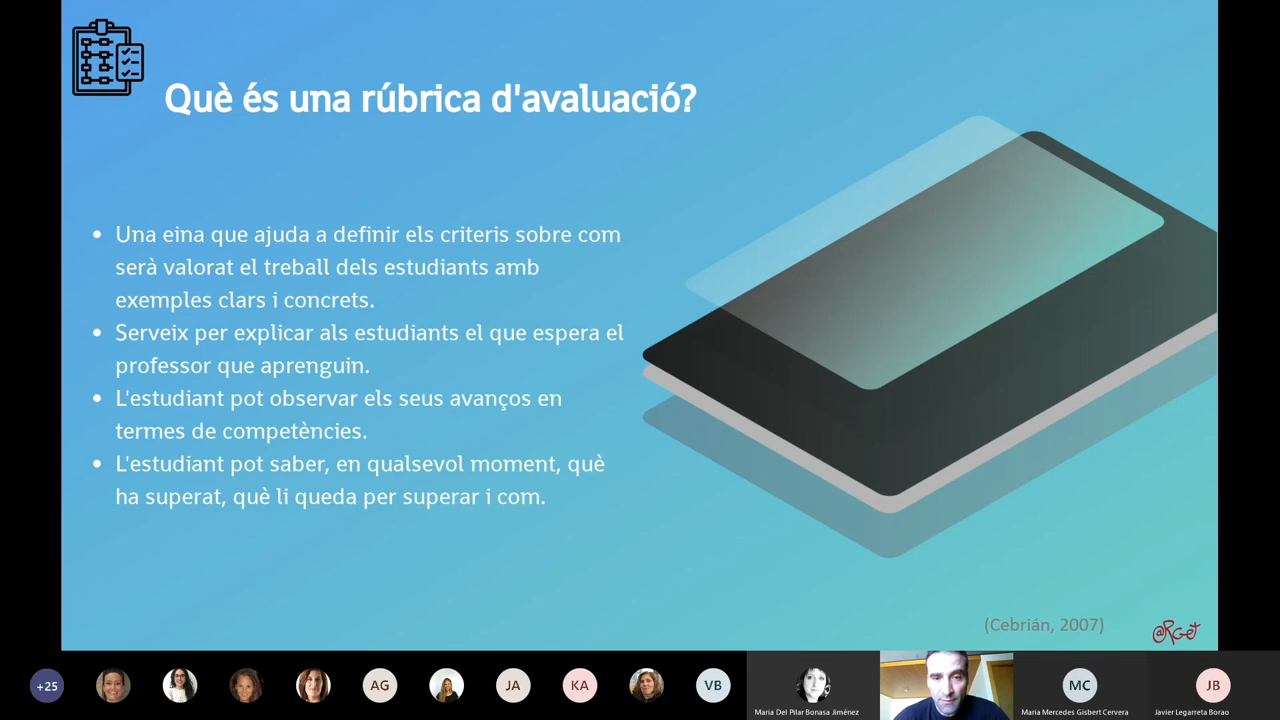 Què és una rúbrica d'avaluació?
Una eina que ajuda a definir els criteris sobre com
serà valorat el treball dels estudiants amb
exemples clars i concrets.
Serveix per explicar als estudiants el que espera el
professor que aprenguin.
L'estudiant pot observar els seus avanços en
termes de competències.
L'estudiant pot saber, en qualsevol moment, què
ha superat, què li queda per superar i com.
(Cebrián, 2007)
@RGet
+25
AG
JA
KA
VB
MC
JB
Maria Del Pilar Bonasa Jiménez
Maria Mercedes Gisbert Cervera
Javier Legarreta Borao